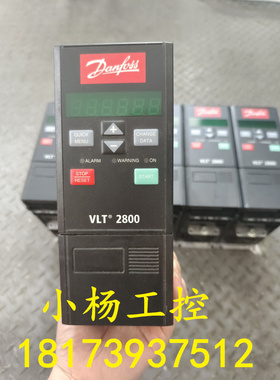 Danfoss
QUICK MENU
+
CHANGE DATA
-
ALARM WARNING ON
STOP RESET
START
VLT® 2800
小杨工控
18173937512